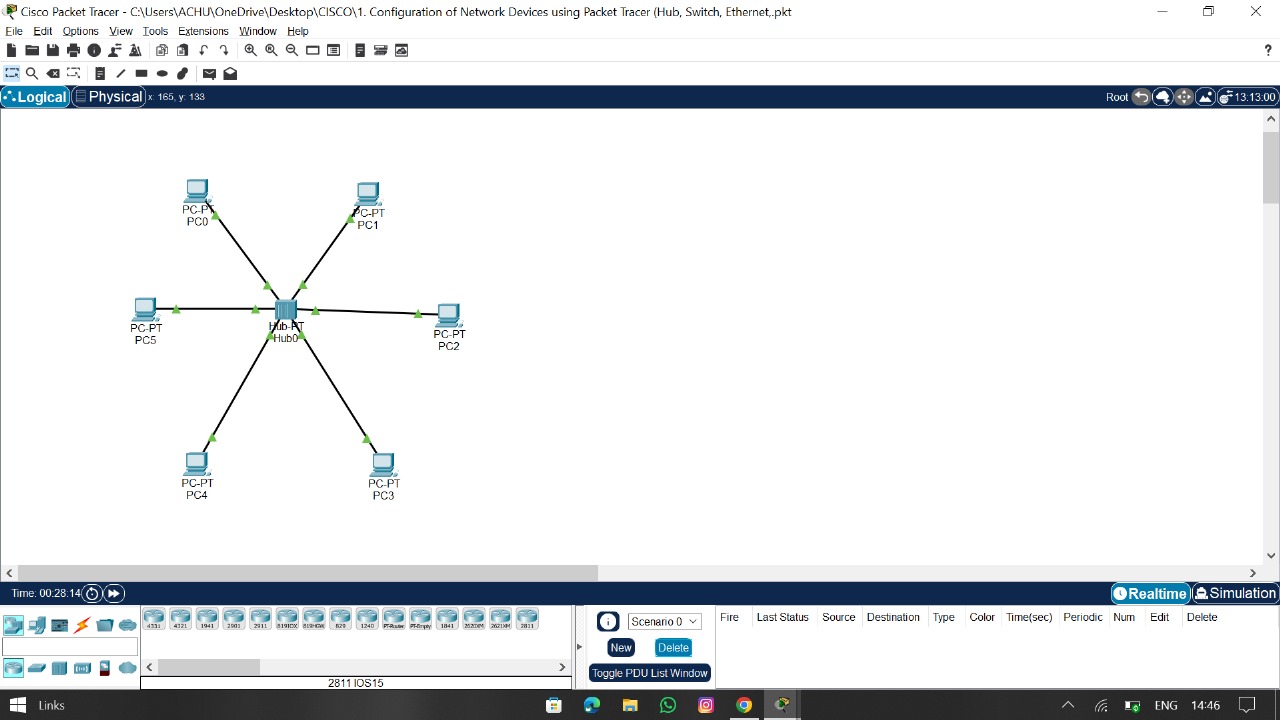 Cisco Packet Tracer - C:\Users\ACHU\OneDrive\Desktop\CISCO\1. Configuration of Network Devices using Packet Tracer (Hub, Switch, Ethernet,.pkt
File Edit Options View Tools Extensions Window Help
?
Logical Physical x: 165, y: 133 Root 13:13:00
PC-PT
PC0
PC-PT
PC1
PC-PT
PC5
Hub-PT
Hub0
PC-PT
PC2
PC-PT
PC4
PC-PT
PC3
Time: 00:28:14 Realtime Simulation
4331 4321 1941 2901 2911 819IOX 819HGW 829 1240 PT-Router PT-Empty 1841 2620XM 2621XM 2811
2811 IOS15
Scenario 0
New Delete
Toggle PDU List Window
Fire Last Status Source Destination Type Color Time(sec) Periodic Num Edit Delete
Links ENG 14:46